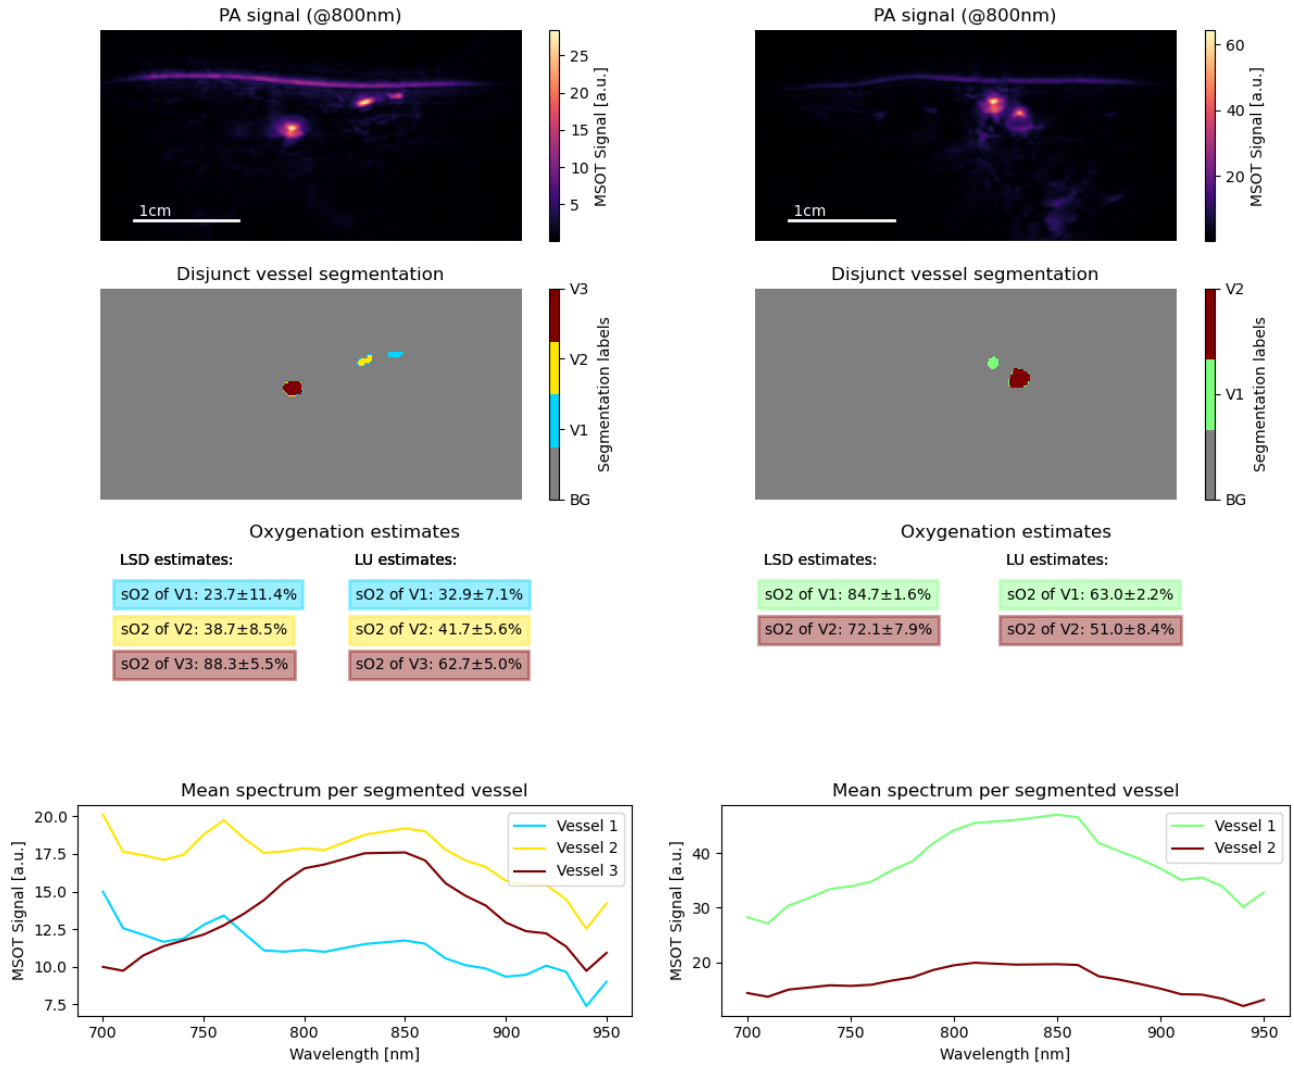 PA signal (@800nm)
1cm
25
20
15
10
5
MSOT Signal [a.u.]
PA signal (@800nm)
1cm
60
40
20
MSOT Signal [a.u.]
Disjunct vessel segmentation
V3
V2
V1
BG
Segmentation labels
Disjunct vessel segmentation
V2
V1
BG
Segmentation labels
Oxygenation estimates
LSD estimates:
LU estimates:
sO2 of V1: 23.7±11.4%
sO2 of V1: 32.9±7.1%
sO2 of V2: 38.7±8.5%
sO2 of V2: 41.7±5.6%
sO2 of V3: 88.3±5.5%
sO2 of V3: 62.7±5.0%
Oxygenation estimates
LSD estimates:
LU estimates:
sO2 of V1: 84.7±1.6%
sO2 of V1: 63.0±2.2%
sO2 of V2: 72.1±7.9%
sO2 of V2: 51.0±8.4%
Mean spectrum per segmented vessel
MSOT Signal [a.u.]
20.0
17.5
15.0
12.5
10.0
7.5
Vessel 1
Vessel 2
Vessel 3
700
750
800
850
900
950
Wavelength [nm]
Mean spectrum per segmented vessel
MSOT Signal [a.u.]
40
30
20
Vessel 1
Vessel 2
700
750
800
850
900
950
Wavelength [nm]